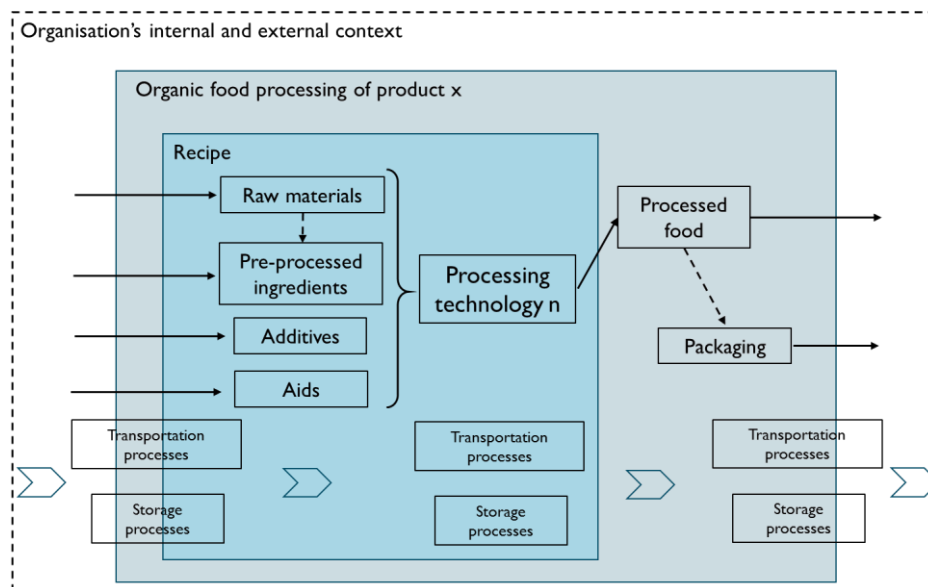 Organisation's internal and external context
Organic food processing of product x
Recipe
Raw materials
Pre-processed
ingredients
Additives
Aids
Processing
technology n
Processed
food
Packaging
Transportation
processes
Storage
processes
Transportation
processes
Storage
processes
Transportation
processes
Storage
processes